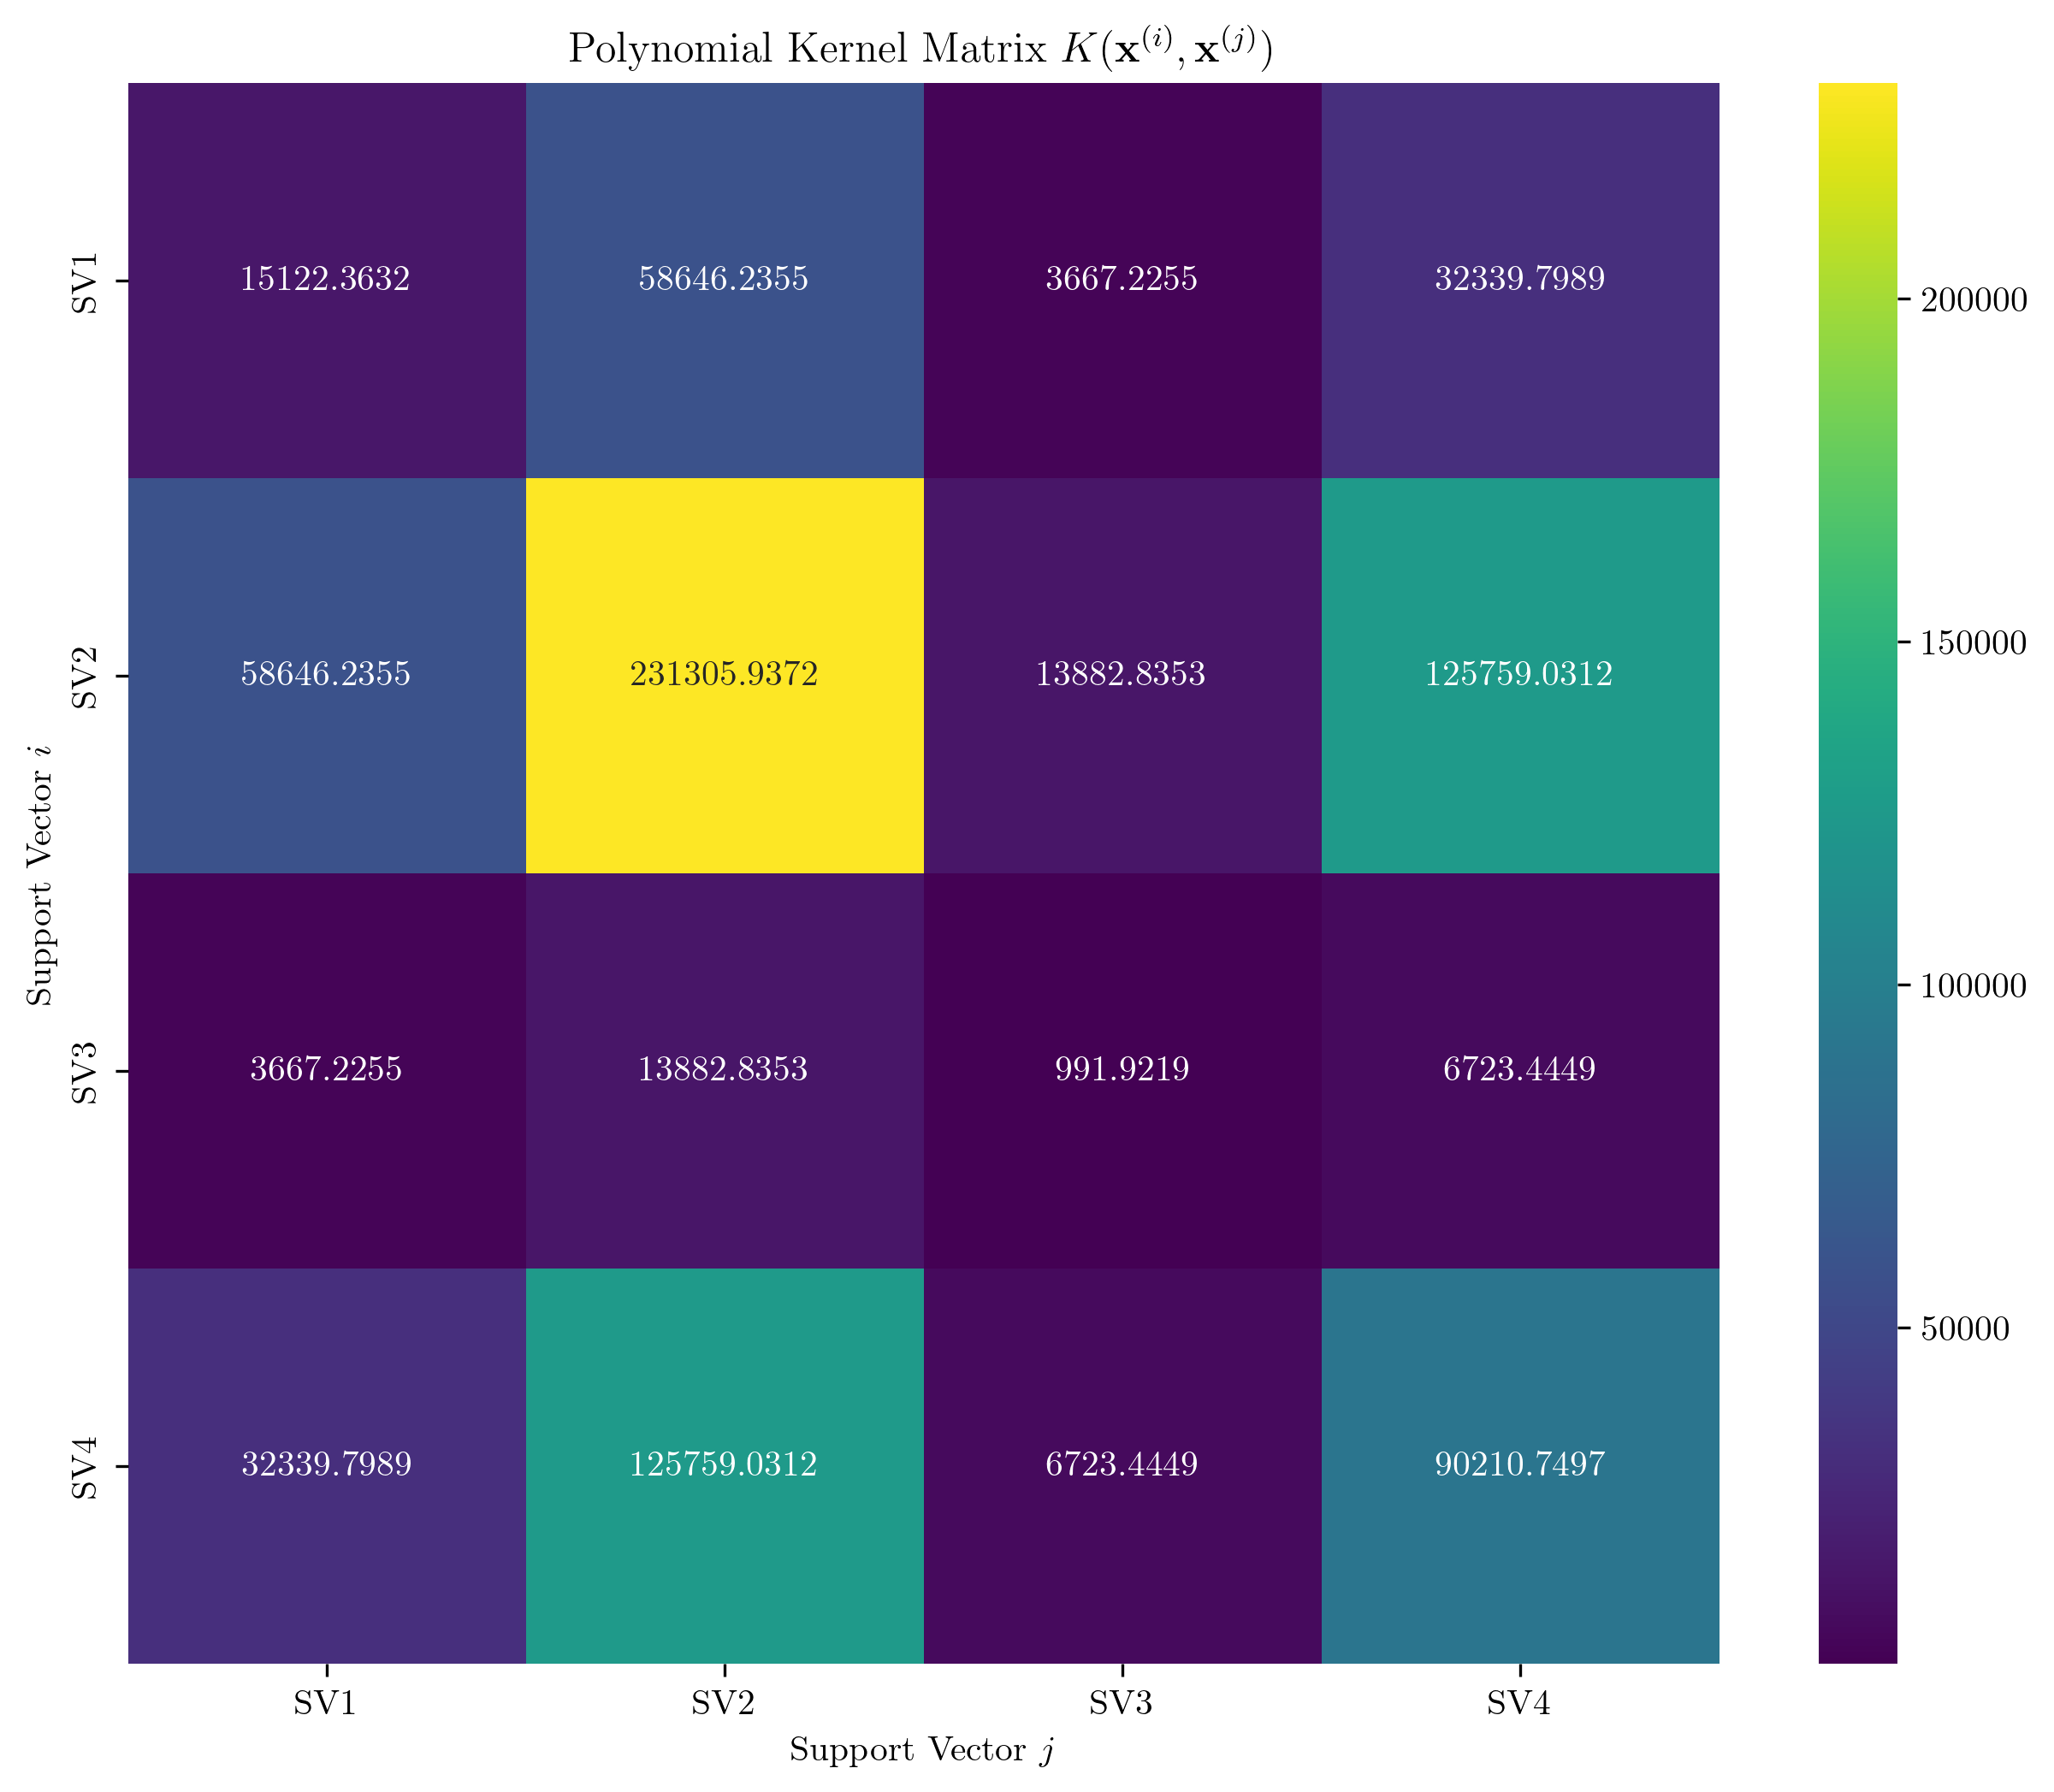 Polynomial Kernel Matrix K(x^(i), x^(j))
SV1
15122.3632 58646.2355 3667.2255 32339.7989
SV2
58646.2355 231305.9372 13882.8353 125759.0312
SV3
3667.2255 13882.8353 991.9219 6723.4449
SV4
32339.7989 125759.0312 6723.4449 90210.7497
Support Vector i
SV1 SV2 SV3 SV4
Support Vector j
200000
150000
100000
50000